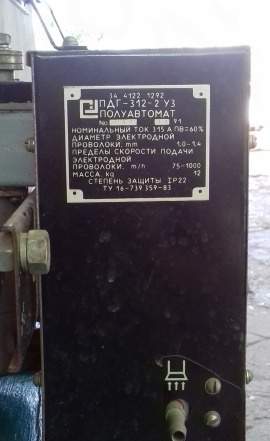 34 4122 1292
ПДГ-312-2 У3
ПОЛУАВТОМАТ
No 91
НОМИНАЛЬНЫЙ ТОК 315 А ПВ=60%
ДИАМЕТР ЭЛЕКТРОДНОЙ
ПРОВОЛОКИ, mm 1,0-1,4
ПРЕДЕЛЫ СКОРОСТИ ПОДАЧИ
ЭЛЕКТРОДНОЙ
ПРОВОЛОКИ, m/h 75-1000
МАССА, kg 12
СТЕПЕНЬ ЗАЩИТЫ IP22
ТУ 16-739 359-83